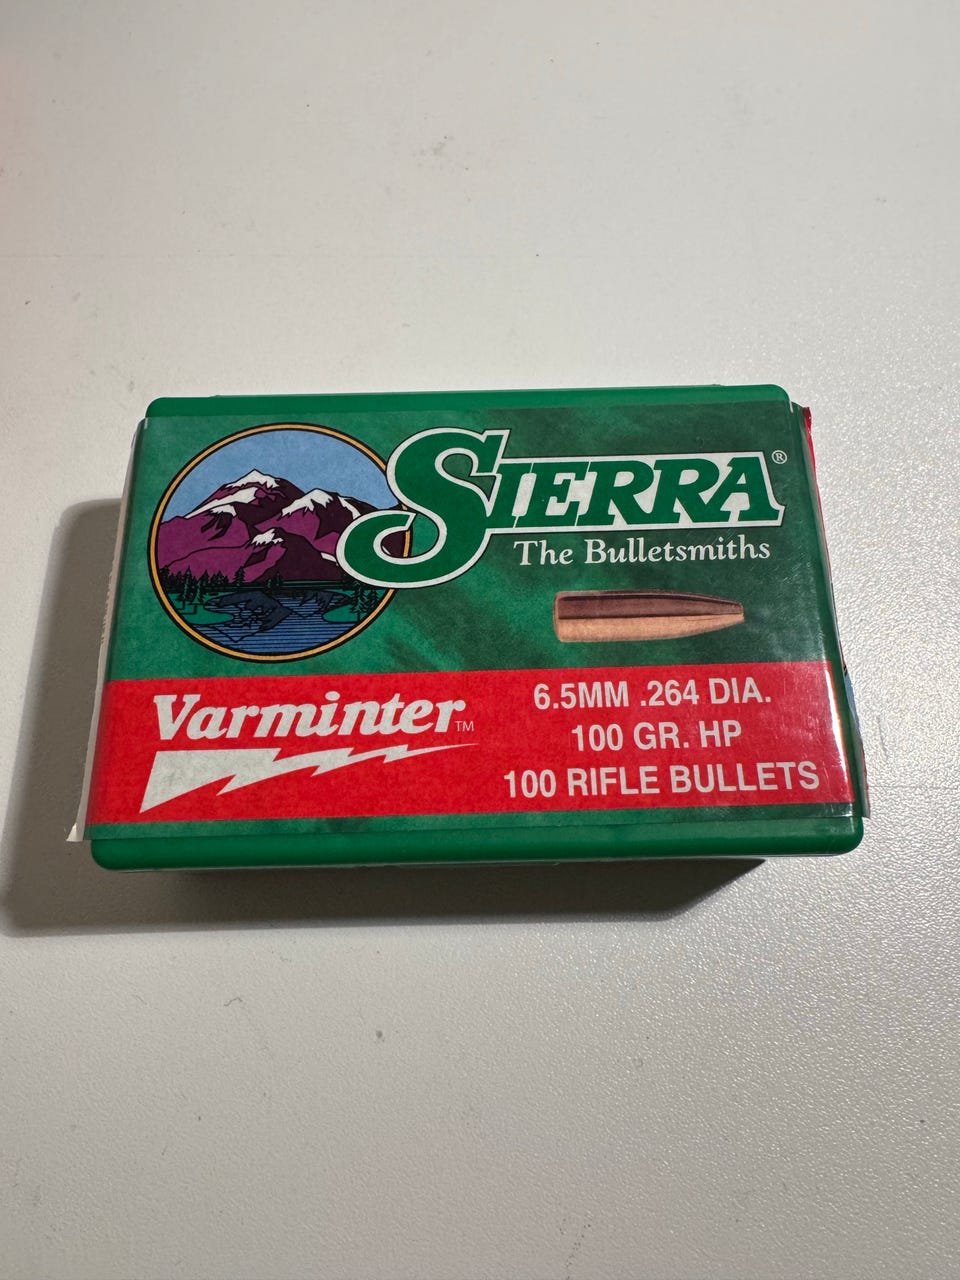 SIERRA®
The Bulletsmiths
Varminter™
6.5MM .264 DIA.
100 GR. HP
100 RIFLE BULLETS